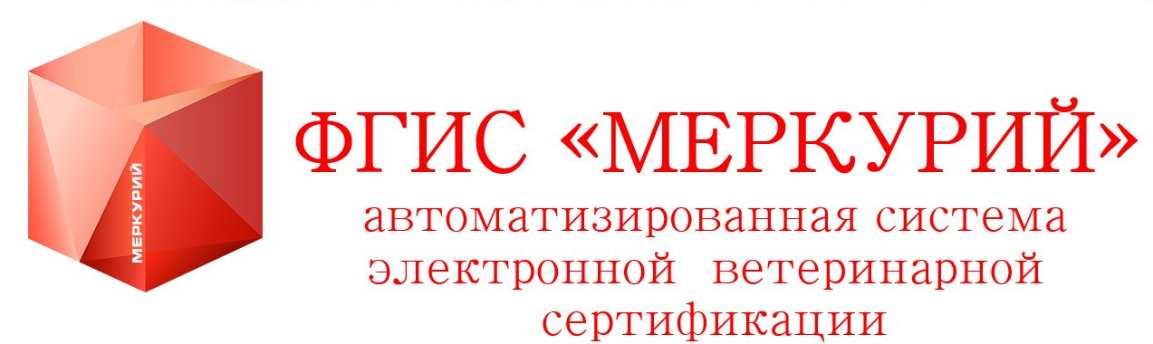 МЕРКУРИЙ
ФГИС «МЕРКУРИЙ»
автоматизированная система
электронной ветеринарной
сертификации